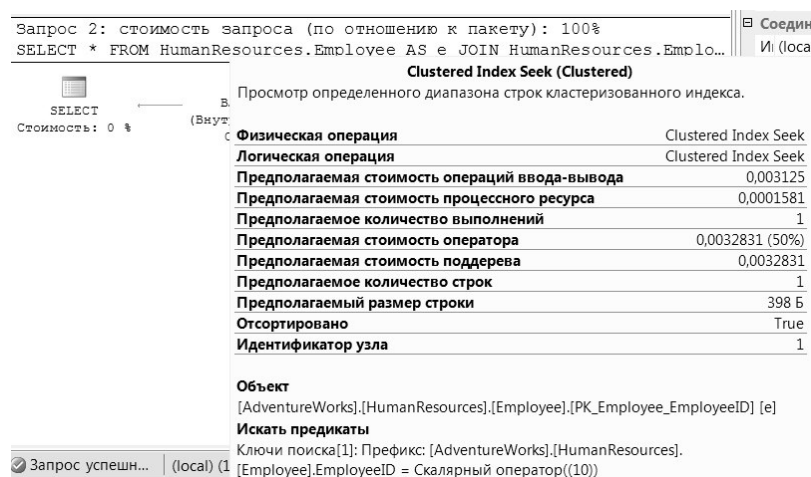 Запрос 2: стоимость запроса (по отношению к пакету): 100%
SELECT * FROM HumanResources.Employee AS e JOIN HumanResources.Emplo…
SELECT
Стоимость: 0 %
(Внут
Соедин
(loca
Clustered Index Seek (Clustered)
Просмотр определенного диапазона строк кластеризованного индекса.
Физическая операция Clustered Index Seek
Логическая операция Clustered Index Seek
Предполагаемая стоимость операций ввода-вывода 0,003125
Предполагаемая стоимость процессного ресурса 0,0001581
Предполагаемое количество выполнений 1
Предполагаемая стоимость оператора 0,0032831 (50%)
Предполагаемая стоимость поддерева 0,0032831
Предполагаемое количество строк 1
Предполагаемый размер строки 398 Б
Отсортировано True
Идентификатор узла 1
Объект
[AdventureWorks].[HumanResources].[Employee].[PK_Employee_EmployeeID] [e]
Искать предикаты
Ключи поиска[1]: Префикс: [AdventureWorks].[HumanResources].
[Employee].EmployeeID = Скалярный оператор((10))
Запрос успешн... (local) (1